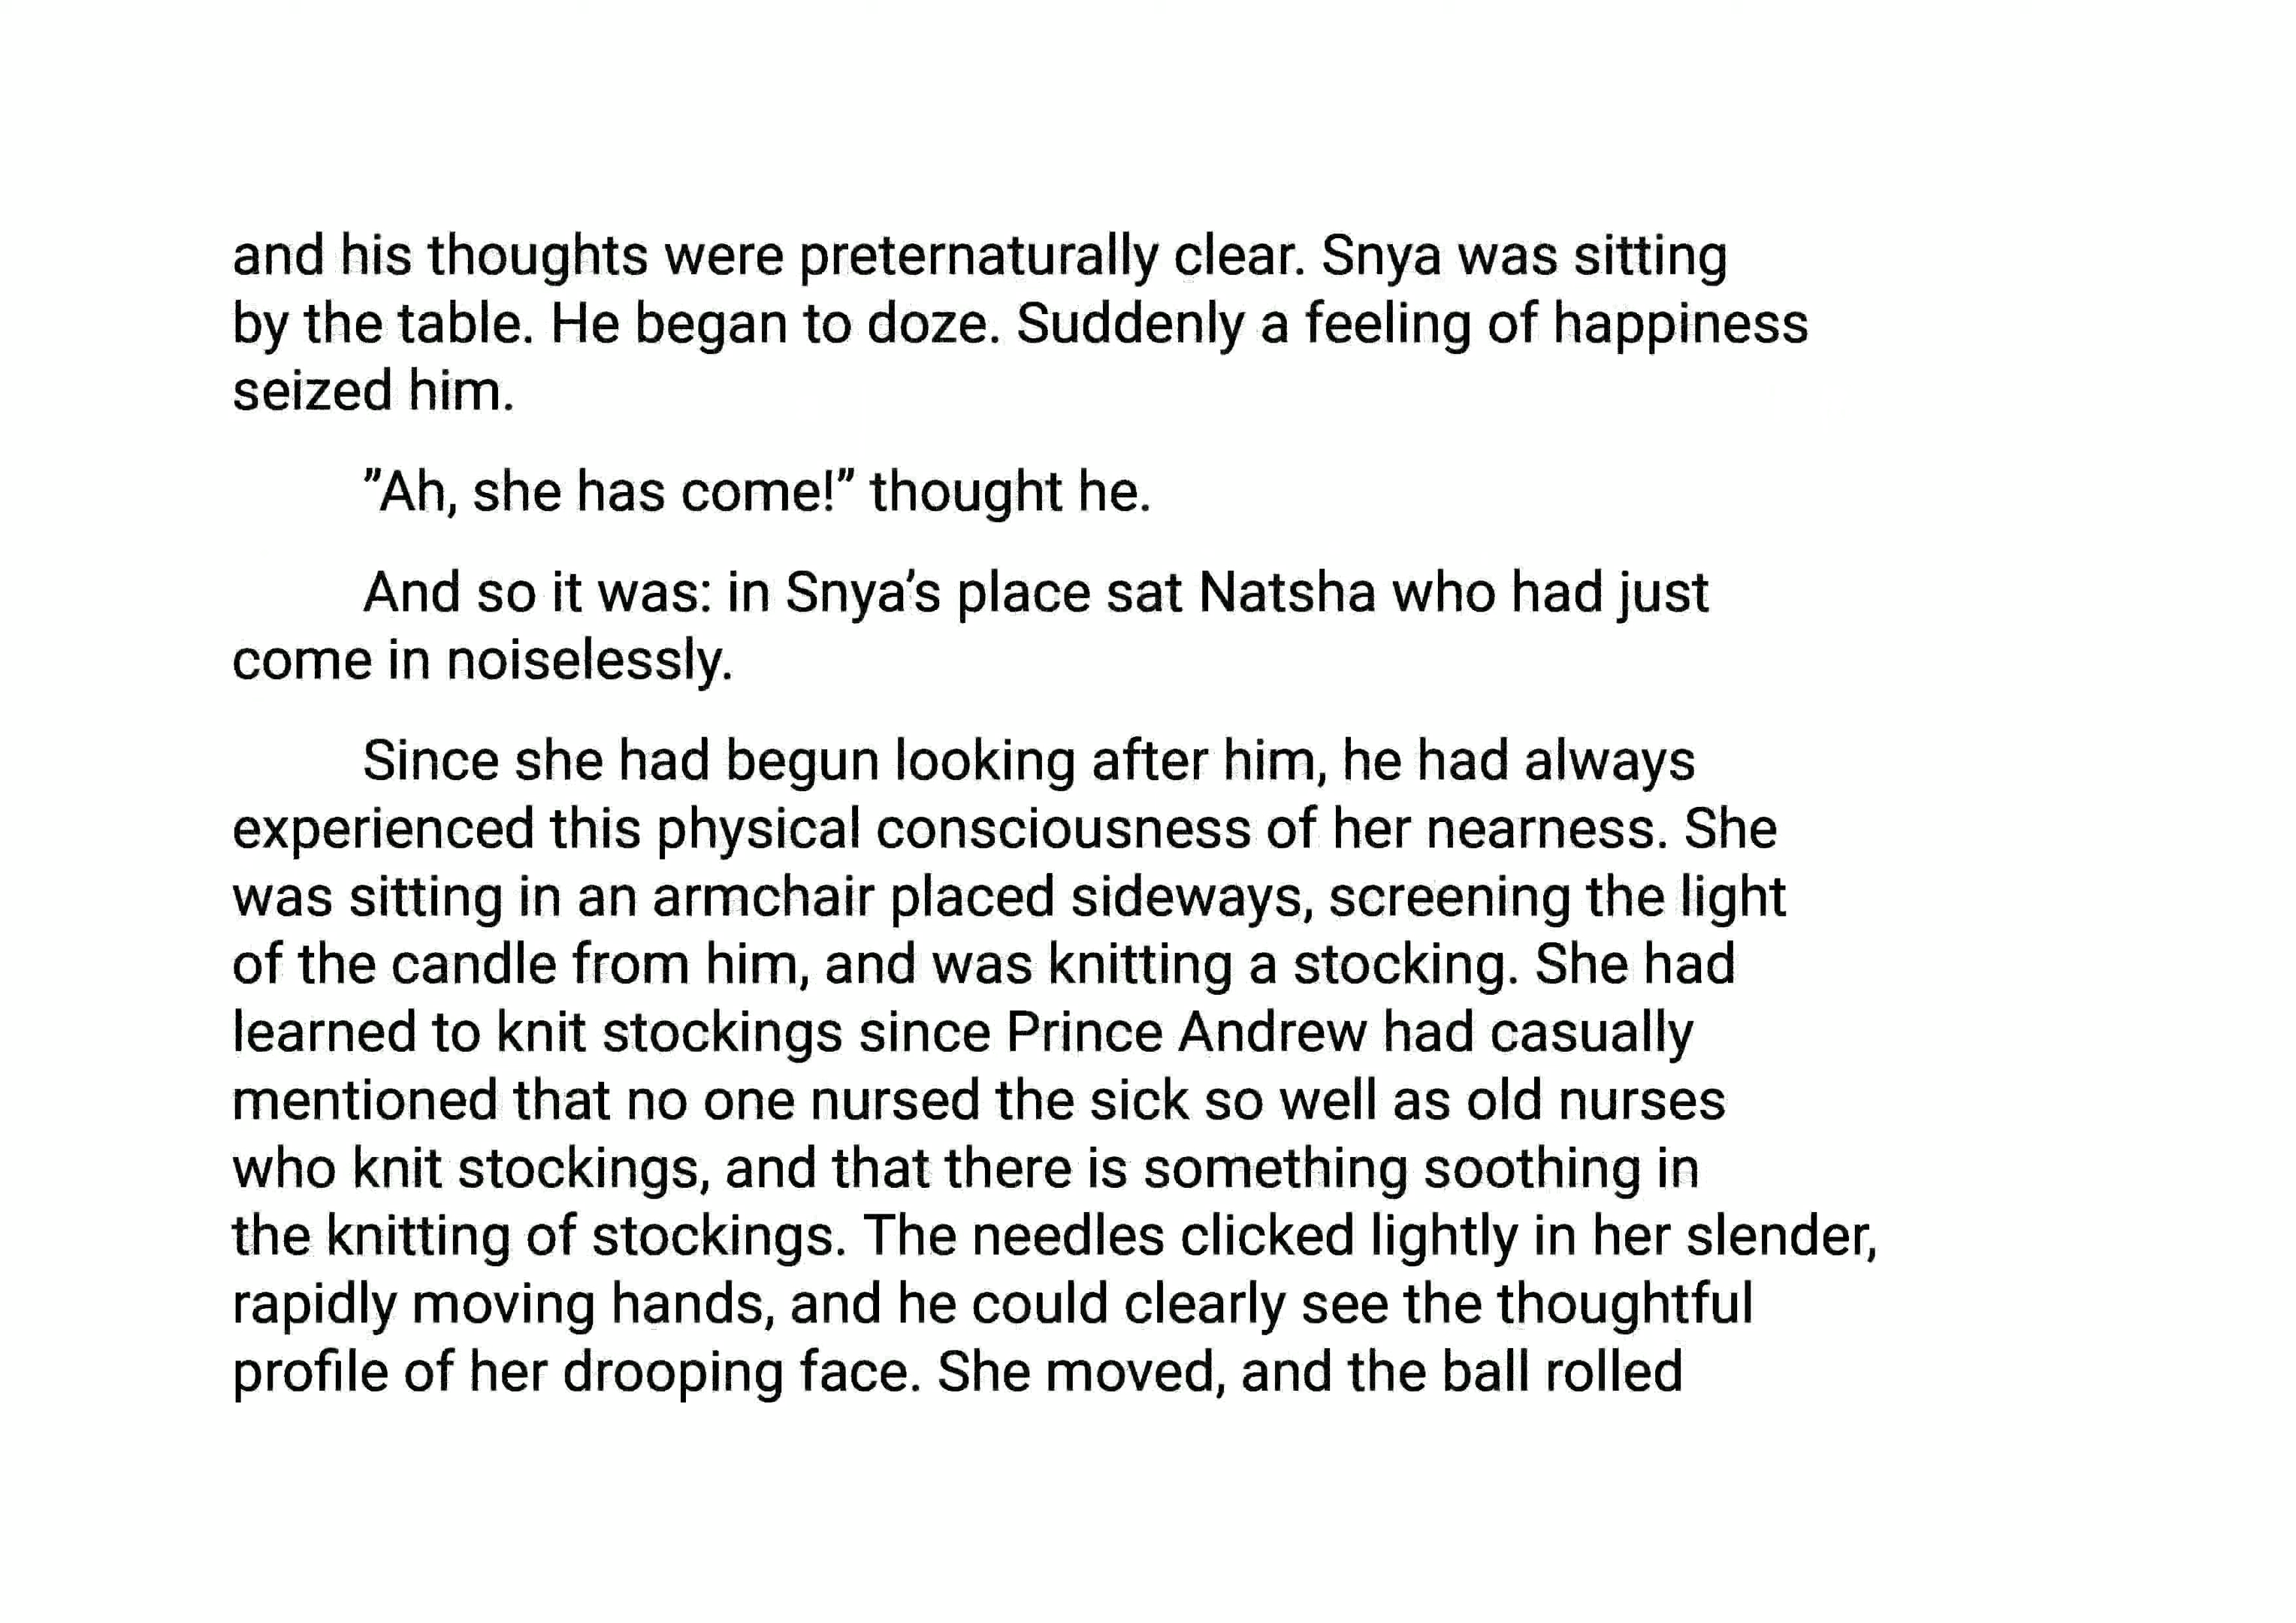 and his thoughts were preternaturally clear. Snya was sitting
by the table. He began to doze. Suddenly a feeling of happiness
seized him.
”Ah, she has come!” thought he.
And so it was: in Snya’s place sat Natsha who had just
come in noiselessly.
Since she had begun looking after him, he had always
experienced this physical consciousness of her nearness. She
was sitting in an armchair placed sideways, screening the light
of the candle from him, and was knitting a stocking. She had
learned to knit stockings since Prince Andrew had casually
mentioned that no one nursed the sick so well as old nurses
who knit stockings, and that there is something soothing in
the knitting of stockings. The needles clicked lightly in her slender,
rapidly moving hands, and he could clearly see the thoughtful
profile of her drooping face. She moved, and the ball rolled